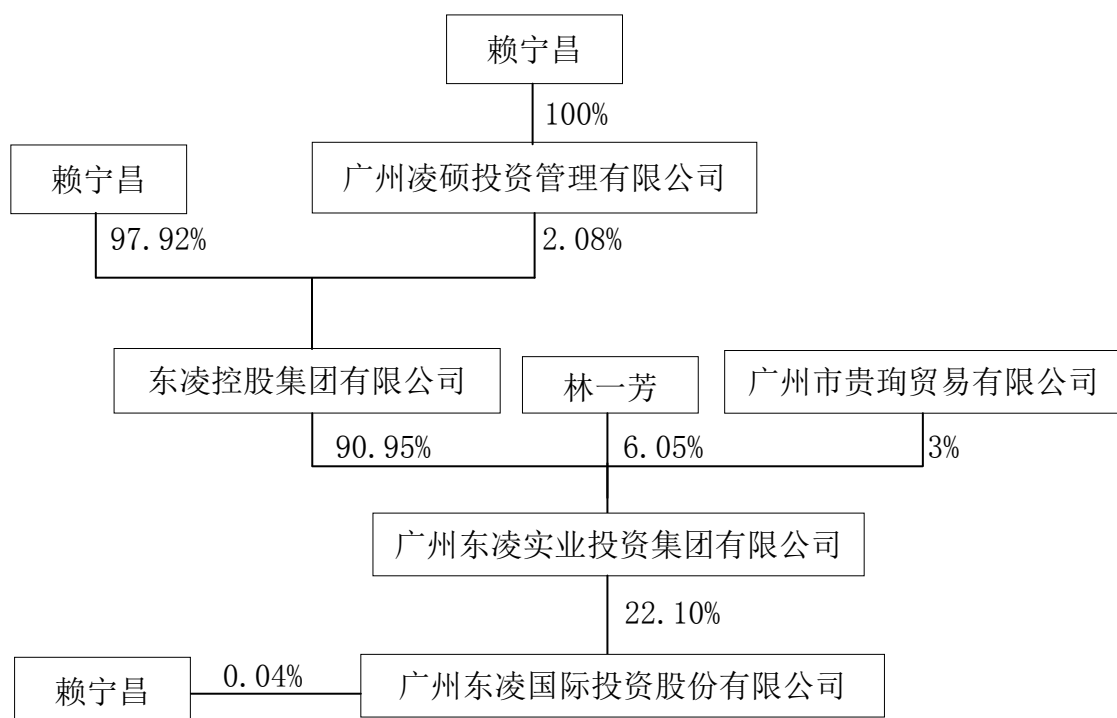 赖宁昌
100%
赖宁昌
广州凌硕投资管理有限公司
97.92%
2.08%
东凌控股集团有限公司
林一芳
广州市贵珣贸易有限公司
90.95%
6.05%
3%
广州东凌实业投资集团有限公司
22.10%
赖宁昌
0.04%
广州东凌国际投资股份有限公司